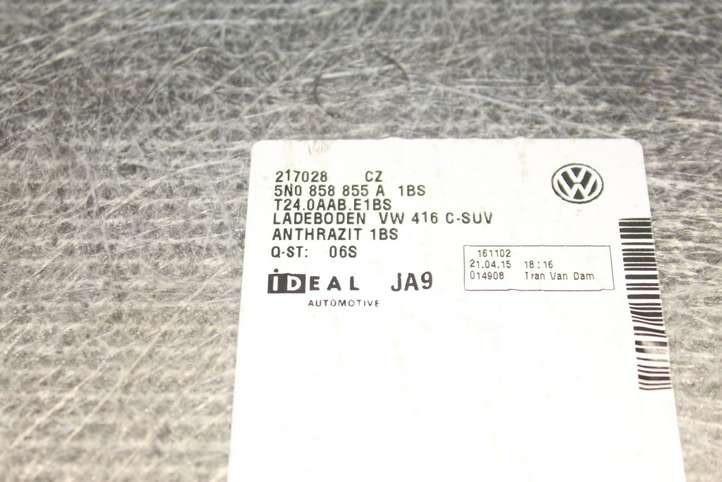 217028 CZ
5N0 858 855 A 1BS
T24.0AAB.E1BS
LADEBODEN VW 416 C-SUV
ANTHRAZIT 1BS
Q-ST: 06S
161102
21.04.15 18:16
014908 Tran Van Dam
IDEAL JA9
AUTOMOTIVE